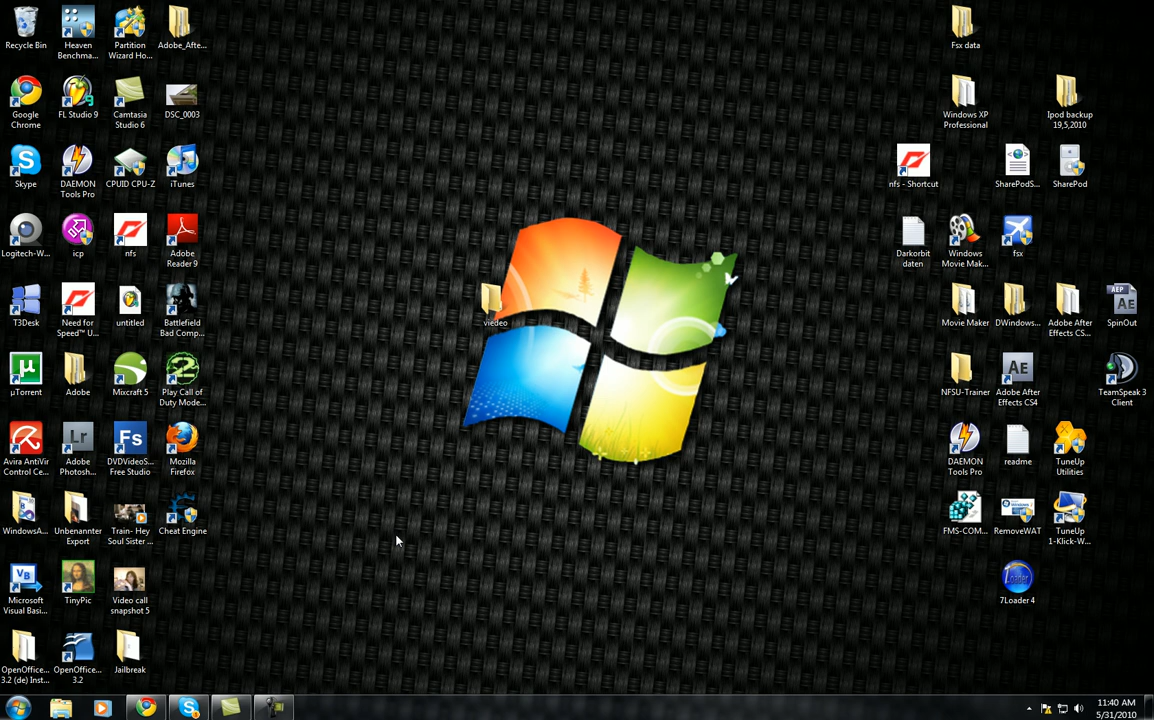 Recycle Bin
Heaven
Benchma...
Partition
Wizard Ho...
Adobe_Afte...
Fsx data
Google
Chrome
FL Studio 9
Camtasia
Studio 6
DSC_0003
Windows XP
Professional
Ipod backup
19,5,2010
Skype
DAEMON
Tools Pro
CPUID CPU-Z
iTunes
nfs - Shortcut
SharePodS...
SharePod
Logitech-W...
icp
nfs
Adobe
Reader 9
Darkorbit
daten
Windows
Movie Mak...
fsx
T3Desk
Need for
Speed™ U...
untitled
Battlefield
Bad Comp...
viedeo
Movie Maker
DWindows...
Adobe After
Effects CS...
AEP
Ae
SpinOut
µTorrent
Adobe
Mixcraft 5
Play Call of
Duty Mode...
NFSU-Trainer
Ae
Adobe After
Effects CS4
TeamSpeak 3
Client
Avira AntiVir
Control Ce...
Lr
Adobe
Photosh...
Fs
DVDVideoS...
Free Studio
Mozilla
Firefox
DAEMON
Tools Pro
readme
TuneUp
Utilities
WindowsA...
Unbenannter
Export
Train- Hey
Soul Sister ...
Cheat Engine
FMS-COM...
RemoveWAT
TuneUp
1-Klick-W...
VB
Microsoft
Visual Basi...
TinyPic
Video call
snapshot 5
7Loader
7Loader 4
OpenOffice...
3.2 (de) Inst...
OpenOffice...
3.2
Jailbreak
11:40 AM
5/31/2010